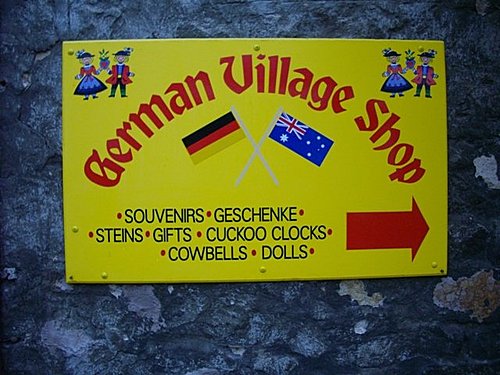 German Village Shop
•SOUVENIRS•GESCHENKE•
•STEINS•GIFTS•CUCKOO CLOCKS•
•COWBELLS•DOLLS•